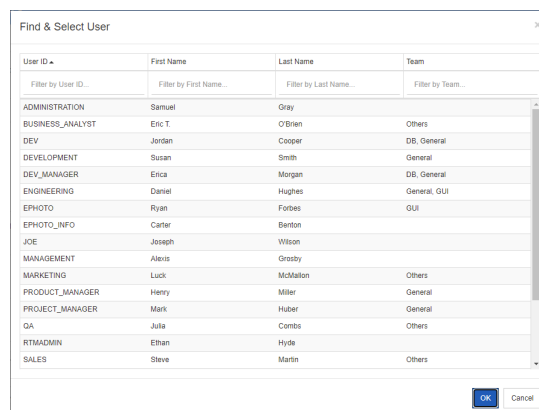 Find & Select User
×
User ID First Name Last Name Team
Filter by User ID... Filter by First Name... Filter by Last Name... Filter by Team...
ADMINISTRATION Samuel Gray
BUSINESS_ANALYST Eric T. O'Brien Others
DEV Jordan Cooper DB, General
DEVELOPMENT Susan Smith General
DEV_MANAGER Erica Morgan DB, General
ENGINEERING Daniel Hughes General, GUI
EPHOTO Ryan Forbes GUI
EPHOTO_INFO Carter Benton
JOE Joseph Wilson
MANAGEMENT Alexis Grosby
MARKETING Luck McMallon Others
PRODUCT_MANAGER Henry Miller General
PROJECT_MANAGER Mark Huber General
QA Julia Combs Others
RTMADMIN Ethan Hyde
SALES Steve Martin Others
OK Cancel